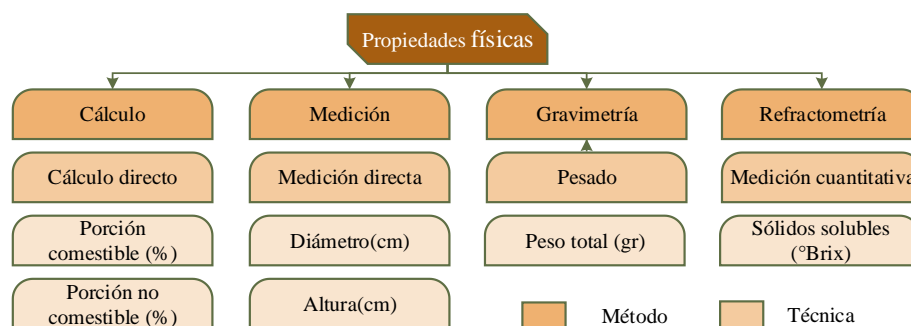 Propiedades físicas
Cálculo
Medición
Gravimetría
Refractometría
Cálculo directo
Medición directa
Pesado
Medición cuantitativa
Porción
comestible (%)
Diámetro(cm)
Peso total (gr)
Sólidos solubles
(°Brix)
Porción no
comestible (%)
Altura(cm)
Método
Técnica